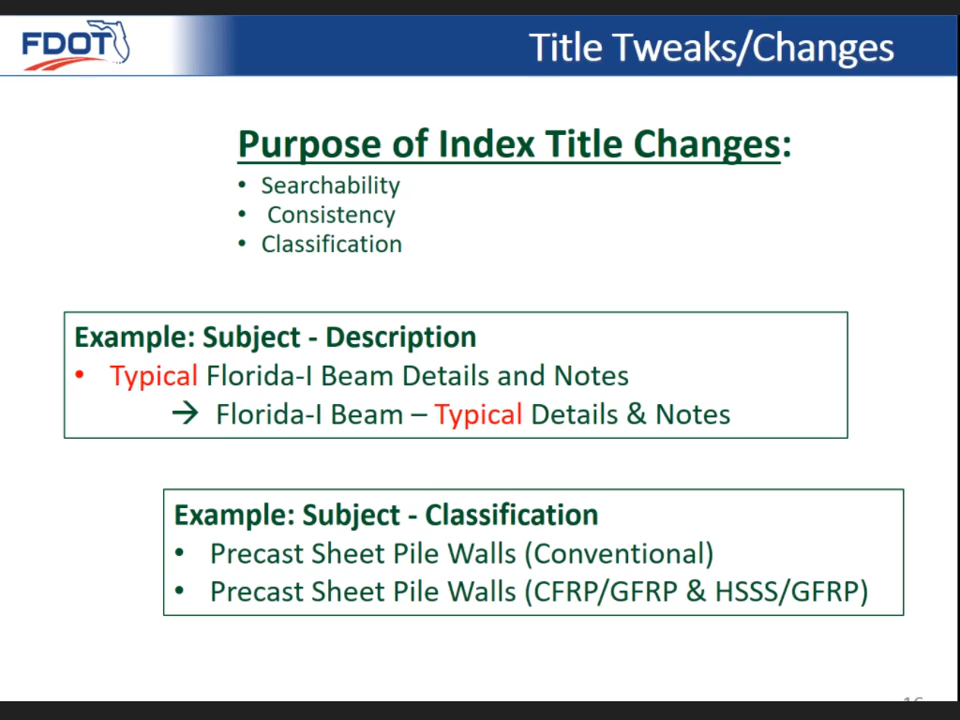 FDOT
Title Tweaks/Changes
Purpose of Index Title Changes:
• Searchability
• Consistency
• Classification
Example: Subject - Description
• Typical Florida-I Beam Details and Notes
→ Florida-I Beam – Typical Details & Notes
Example: Subject - Classification
• Precast Sheet Pile Walls (Conventional)
• Precast Sheet Pile Walls (CFRP/GFRP & HSSS/GFRP)